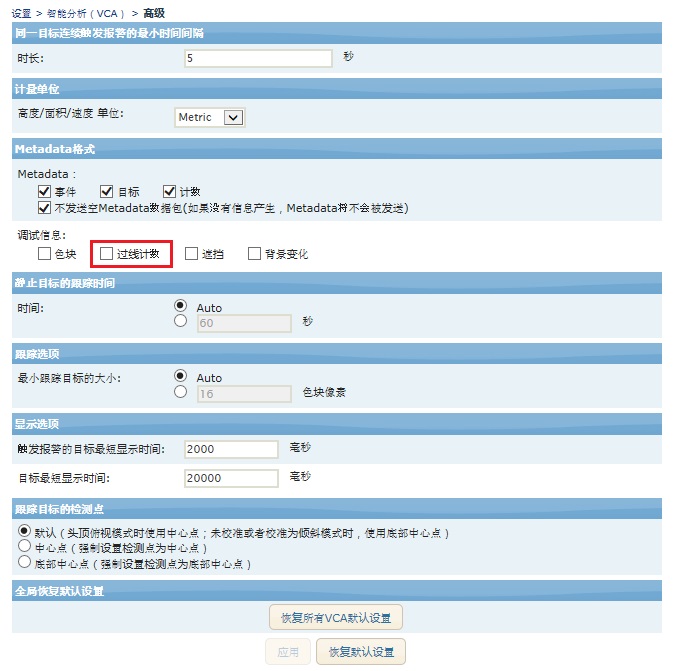 设置 > 智能分析（VCA） > 高级
同一目标连续触发报警的最小时间间隔
时长: 5 秒
计量单位
高度/面积/速度 单位: Metric
Metadata格式
Metadata :
事件 目标 计数
不发送空Metadata数据包(如果没有信息产生，Metadata将不会被发送)
调试信息:
色块 过线计数 遮挡 背景变化
静止目标的跟踪时间
时间: Auto
60 秒
跟踪选项
最小跟踪目标的大小: Auto
16 色块像素
显示选项
触发报警的目标最短显示时间: 2000 毫秒
目标最短显示时间: 20000 毫秒
跟踪目标的检测点
默认（头顶俯视模式时使用中心点；未校准或者校准为倾斜模式时，使用底部中心点）
中心点（强制设置检测点为中心点）
底部中心点（强制设置检测点为底部中心点）
全局恢复默认设置
恢复所有VCA默认设置
应用 恢复默认设置